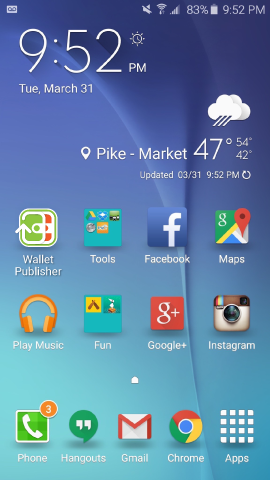 83% 9:52 PM
9:52 PM
Tue, March 31
Pike - Market 47° 54° 42°
Updated 03/31 9:52 PM
Wallet Publisher Tools Facebook Maps
Play Music Fun Google+ Instagram
3
Phone Hangouts Gmail Chrome Apps